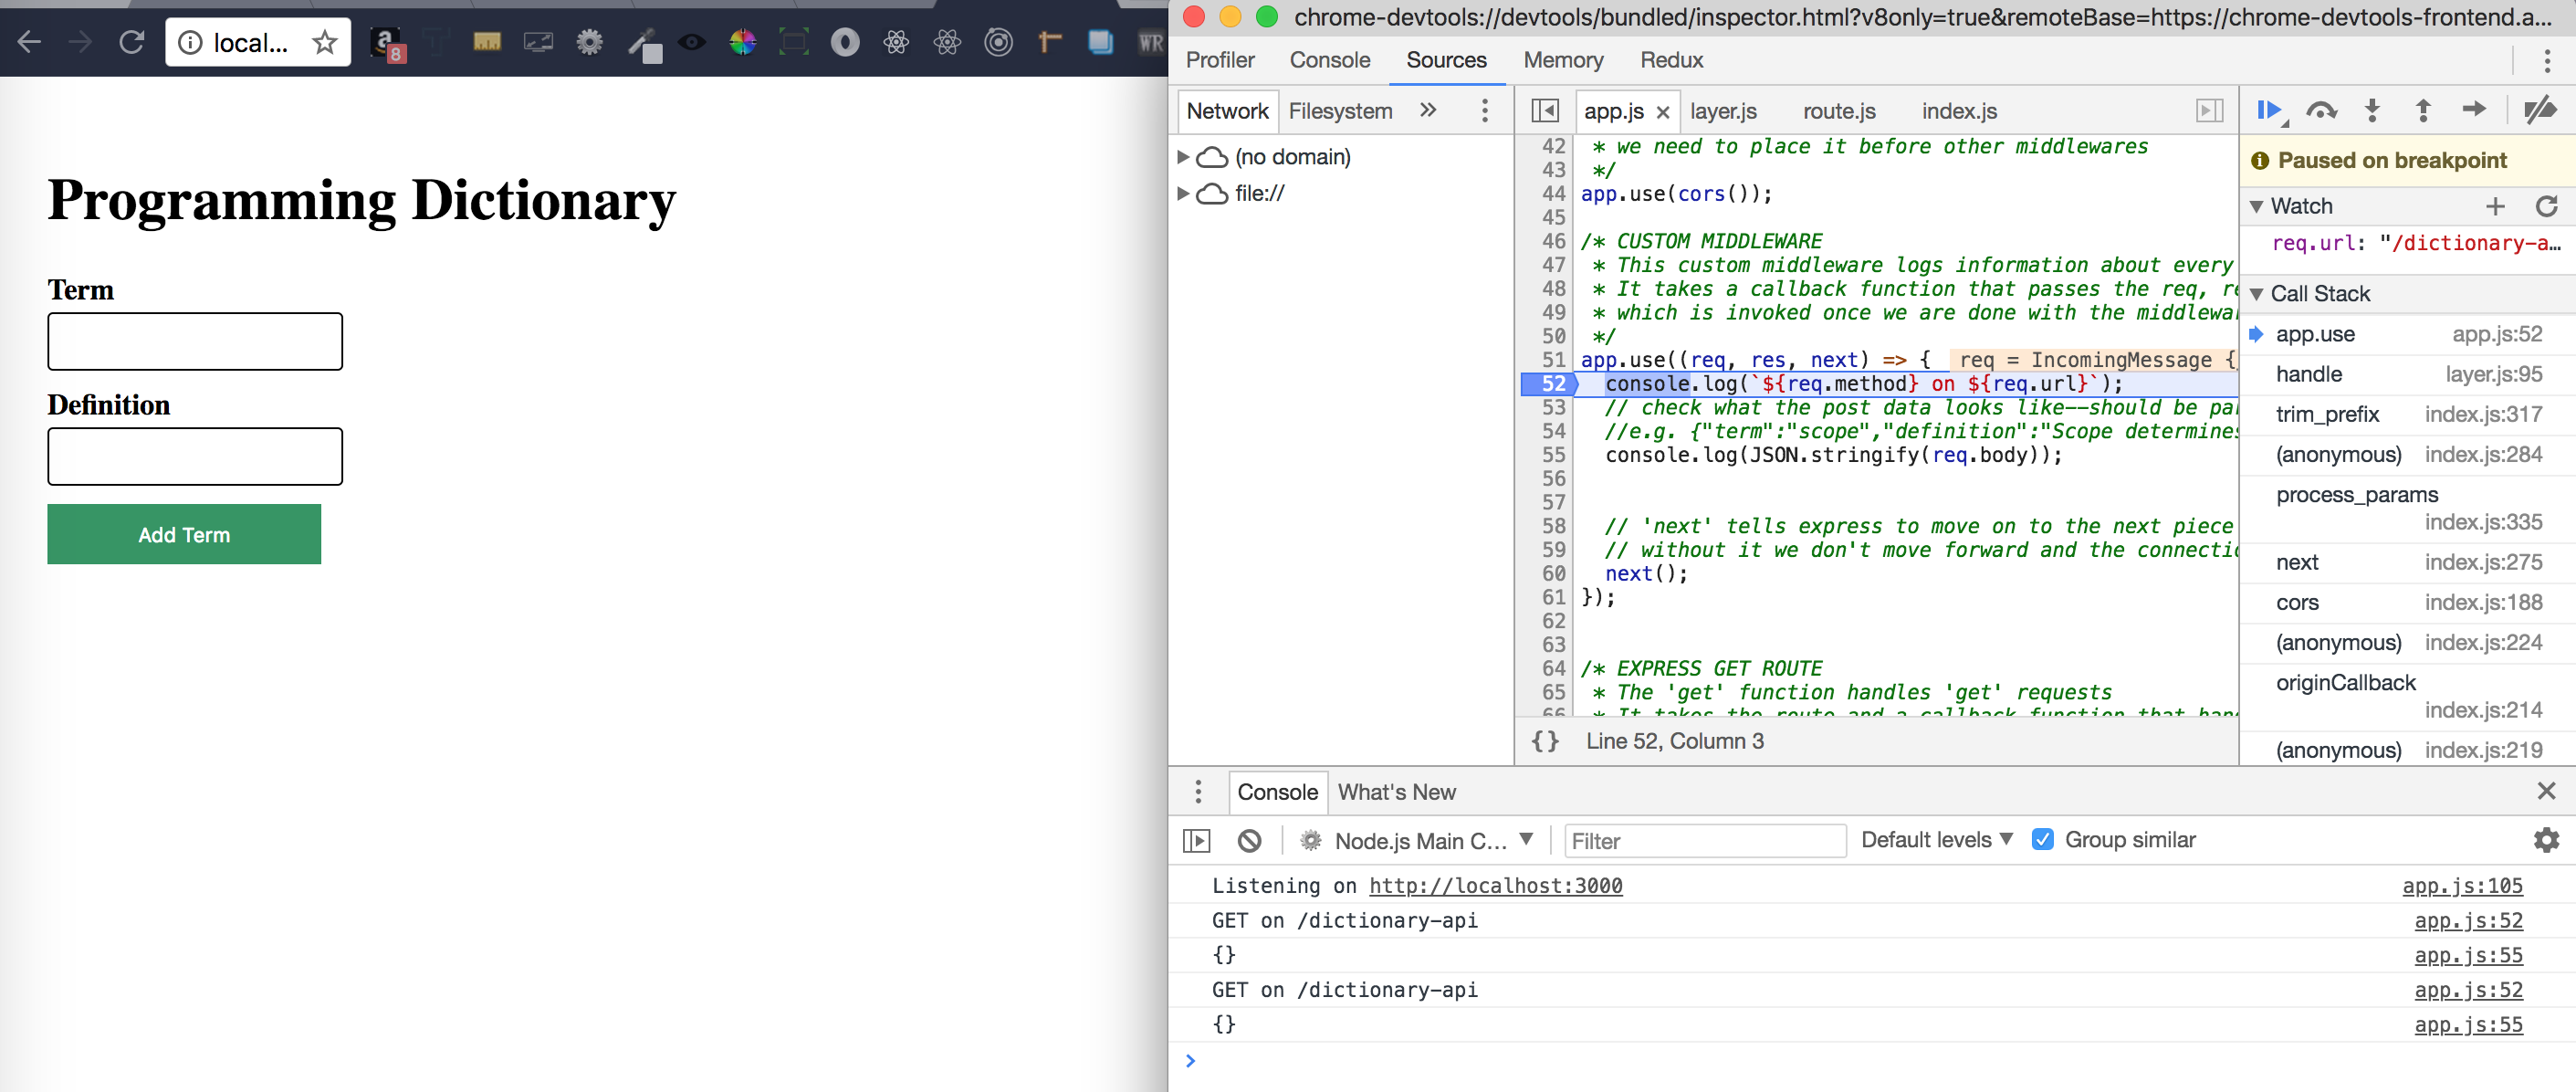 local...
8
WR
Programming Dictionary
Term
Definition
Add Term
chrome-devtools://devtools/bundled/inspector.html?v8only=true&remoteBase=https://chrome-devtools-frontend.a...
Profiler Console Sources Memory Redux
Network Filesystem »
(no domain)
file://
app.js × layer.js route.js index.js
42 * we need to place it before other middlewares
43 */
44 app.use(cors());
45
46 /* CUSTOM MIDDLEWARE
47 * This custom middleware logs information about every
48 * It takes a callback function that passes the req, re
49 * which is invoked once we are done with the middlewa
50 */
51 app.use((req, res, next) => { req = IncomingMessage {
52 console.log(`${req.method} on ${req.url}`);
53 // check what the post data looks like--should be pa
54 //e.g. {"term":"scope","definition":"Scope determines
55 console.log(JSON.stringify(req.body));
56
57
58 // 'next' tells express to move on to the next piece
59 // without it we don't move forward and the connecti
60 next();
61 });
62
63
64 /* EXPRESS GET ROUTE
65 * The 'get' function handles 'get' requests
66 * It takes the route and a callback function that han
{} Line 52, Column 3
Paused on breakpoint
Watch
req.url: "/dictionary-a...
Call Stack
app.use app.js:52
handle layer.js:95
trim_prefix index.js:317
(anonymous) index.js:284
process_params
index.js:335
next index.js:275
cors index.js:188
(anonymous) index.js:224
originCallback
index.js:214
(anonymous) index.js:219
Console What's New
Node.js Main C... Filter Default levels Group similar
Listening on http://localhost:3000 app.js:105
GET on /dictionary-api app.js:52
{} app.js:55
GET on /dictionary-api app.js:52
{} app.js:55